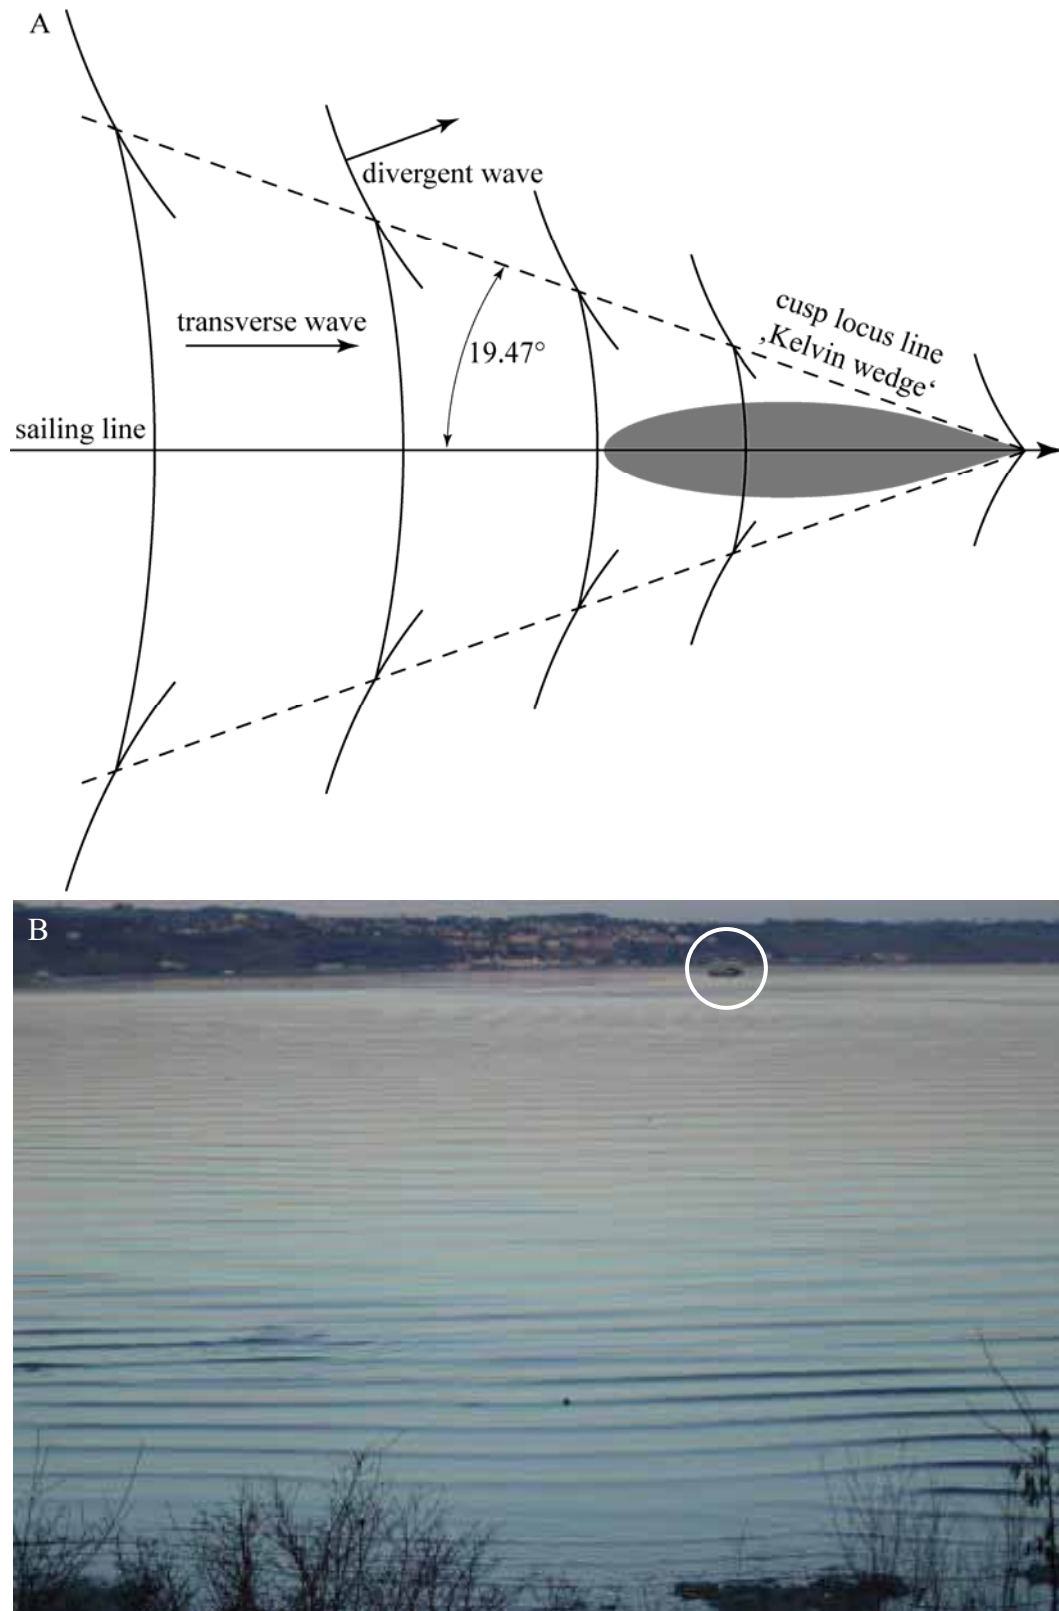 A
divergent wave
transverse wave
19.47°
cusp locus line
‚Kelvin wedge‘
sailing line
B